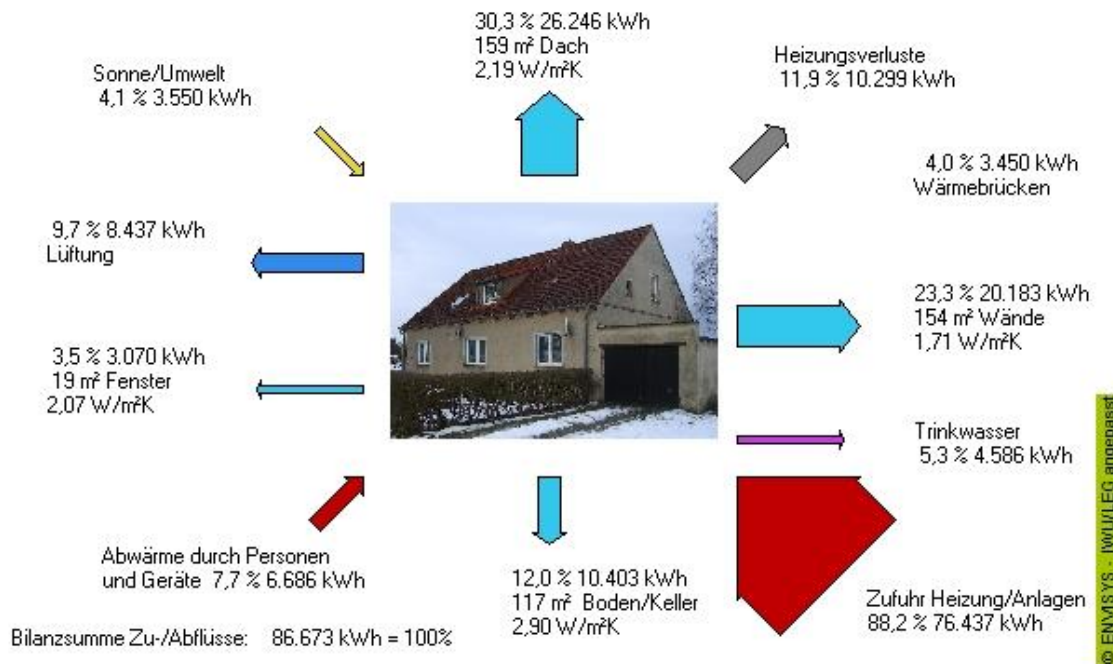 30,3 % 26.246 kWh
159 m² Dach
2,19 W/m²K
Sonne/Umwelt
4,1 % 3.550 kWh
Heizungsverluste
11,9 % 10.299 kWh
4,0 % 3.450 kWh
Wärmebrücken
9,7 % 8.437 kWh
Lüftung
23,3 % 20.183 kWh
154 m² Wände
1,71 W/m²K
3,5 % 3.070 kWh
19 m² Fenster
2,07 W/m²K
Trinkwasser
5,3 % 4.586 kWh
Abwärme durch Personen
und Geräte 7,7 % 6.686 kWh
12,0 % 10.403 kWh
117 m² Boden/Keller
2,90 W/m²K
Zufuhr Heizung/Anlagen
88,2 % 76.437 kWh
Bilanzsumme Zu-/Abflüsse: 86.673 kWh = 100%
© ENVISYS - IWU/LEG angepasst